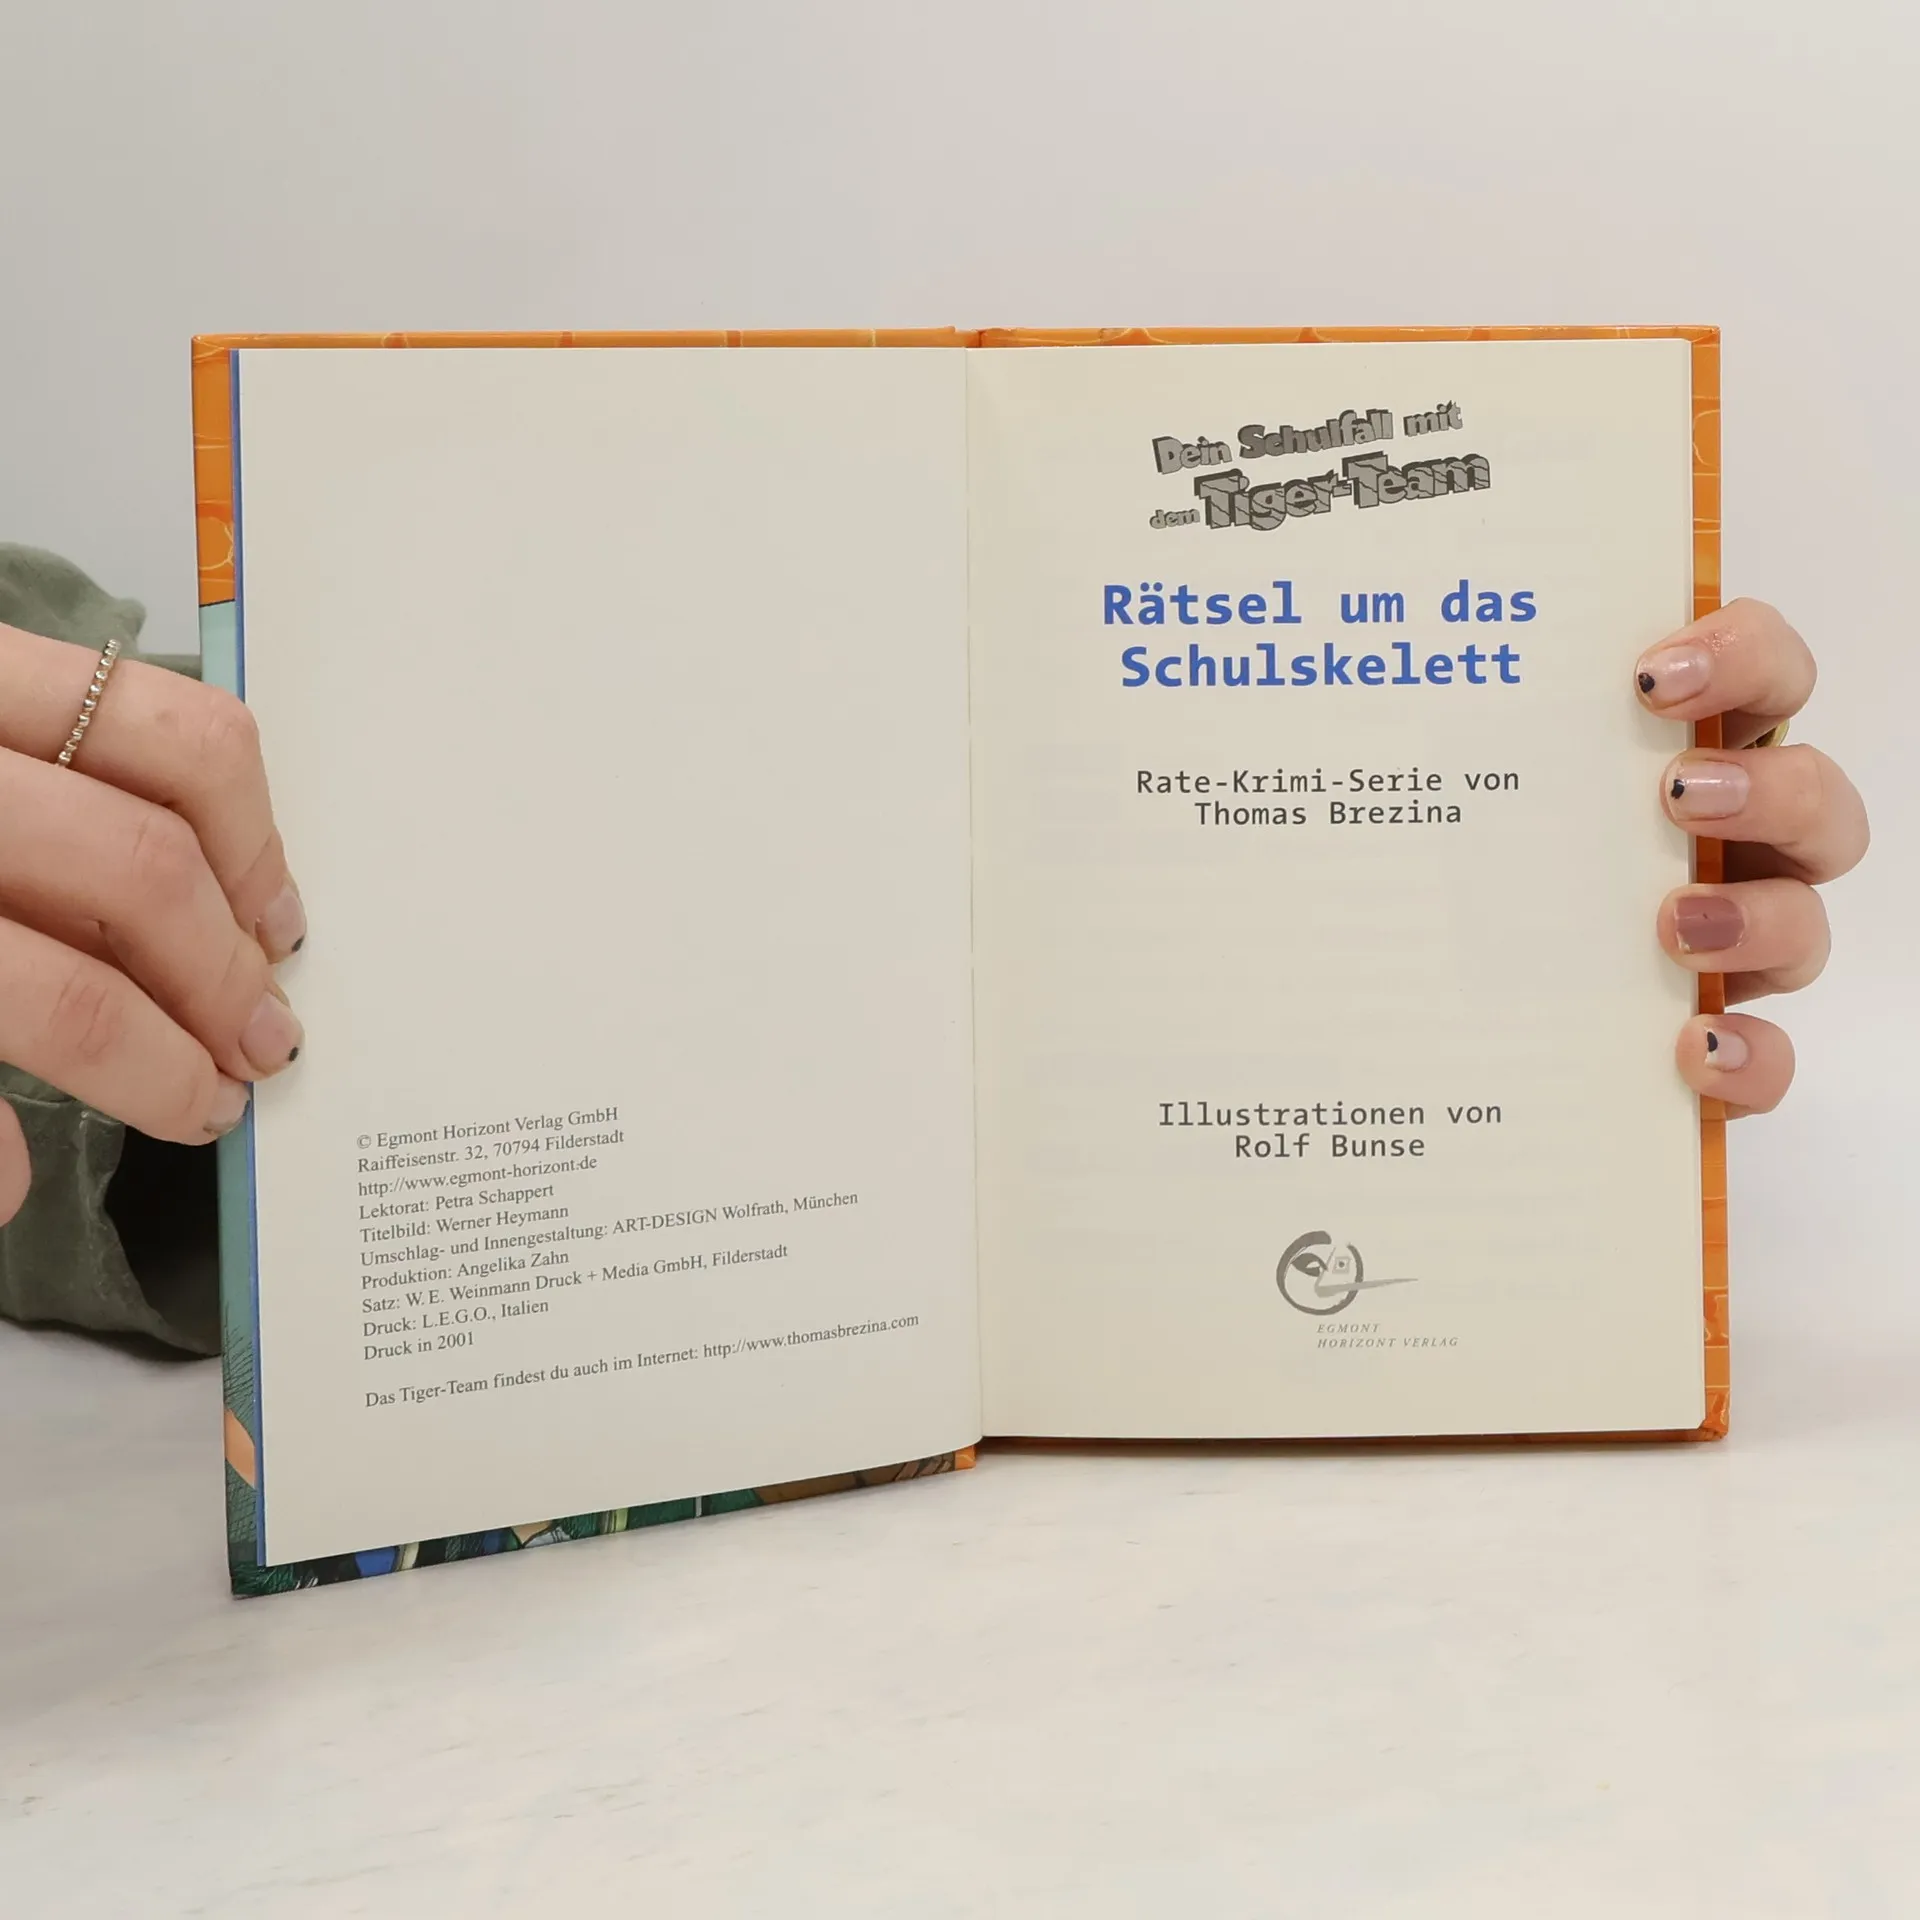 © Egmont Horizont Verlag GmbH
Raiffeisenstr. 32, 70794 Filderstadt
http://www.egmont-horizont.de
Lektorat: Petra Schappert
Titelbild: Werner Heymann
Umschlag- und Innengestaltung: ART-DESIGN Wolfrath, München
Produktion: Angelika Zahn
Satz: W. E. Weinmann Druck + Media GmbH, Filderstadt
Druck: L.E.G.O., Italien
Druck in 2001
Das Tiger-Team findest du auch im Internet: http://www.thomasbrezina.com
Dein Schulfall mit
dem Tiger-Team
Rätsel um das
Schulskelett
Rate-Krimi-Serie von
Thomas Brezina
Illustrationen von
Rolf Bunse
EGMONT
HORIZONT VERLAG